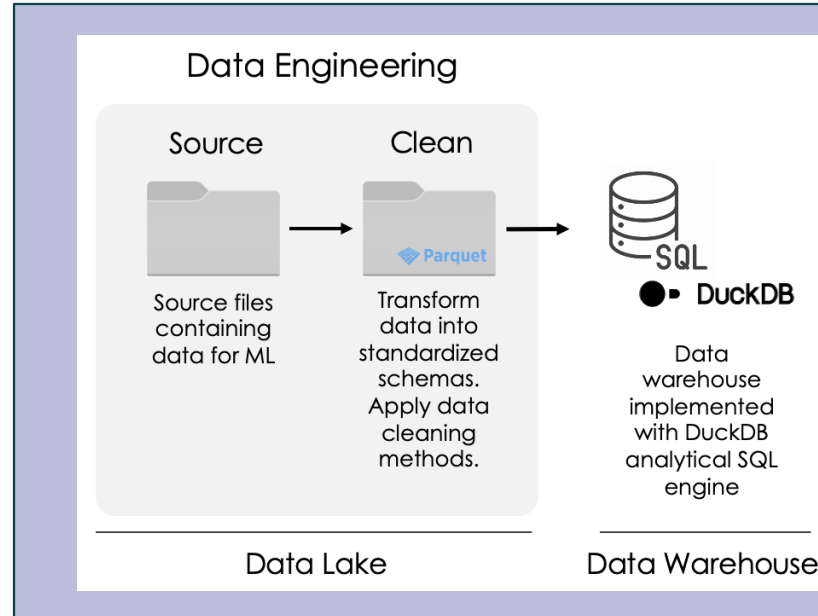 Data Engineering
Source
Clean
Parquet
SQL
DuckDB
Source files
containing
data for ML
Transform
data into
standardized
schemas.
Apply data
cleaning
methods.
Data
warehouse
implemented
with DuckDB
analytical SQL
engine
Data Lake
Data Warehouse